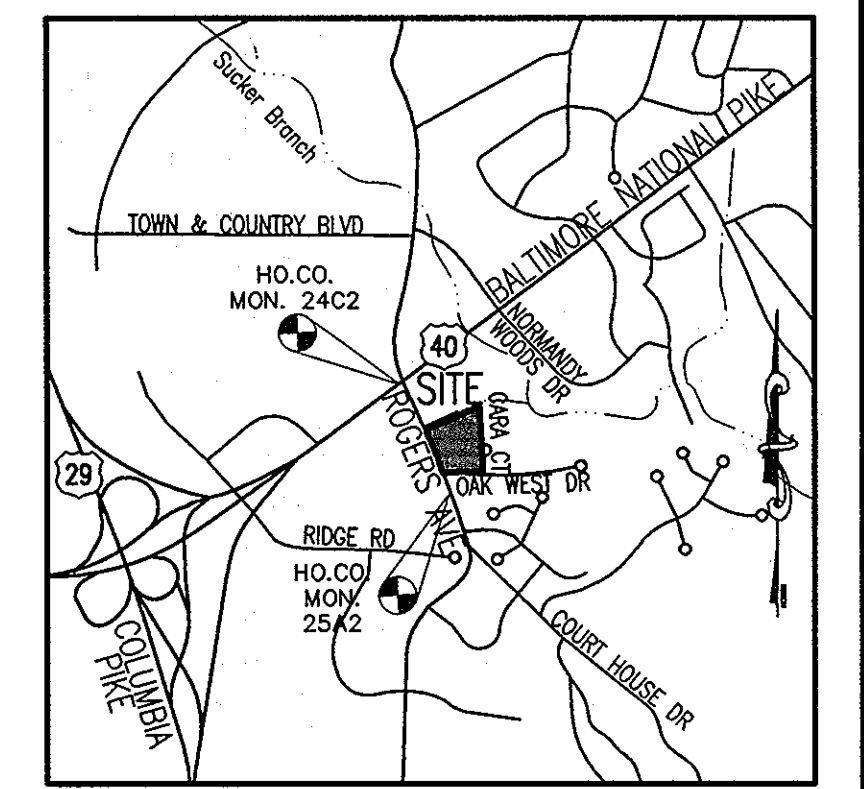 Sucker Branch
BALTIMORE NATIONAL PIKE
TOWN & COUNTRY BLVD
HO.CO.
MON. 24C2
NORMANDY
WOODS DR
40
SITE
CARA CT
ROGERS AVE
29
OAK WEST DR
RIDGE RD
HO.CO.
MON.
25A2
COLUMBIA
PIKE
COURT HOUSE DR